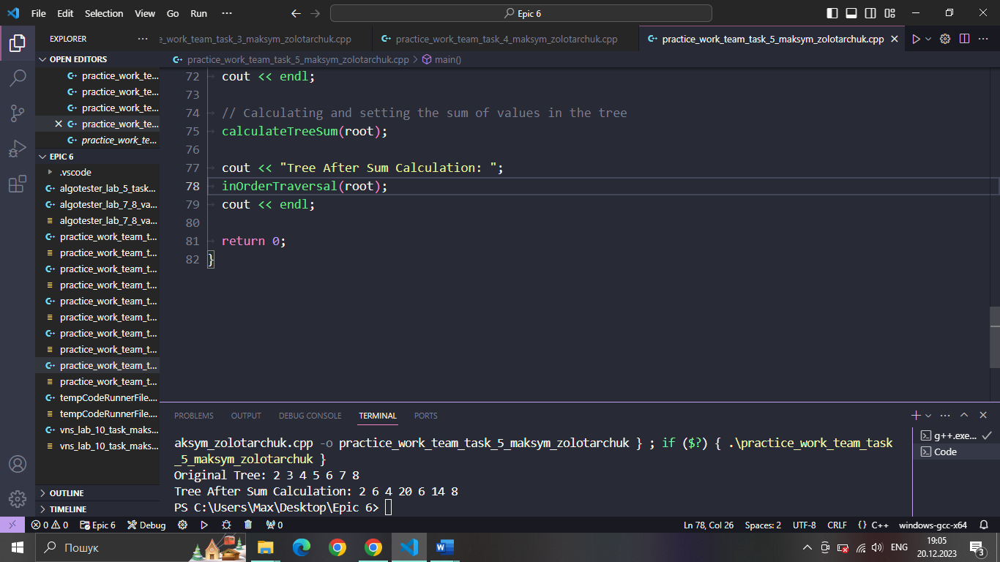 File Edit Selection View Go Run ··· Epic 6
EXPLORER ···
e_work_team_task_3_maksym_zolotarchuk.cpp practice_work_team_task_4_maksym_zolotarchuk.cpp practice_work_team_task_5_maksym_zolotarchuk.cpp
OPEN EDITORS
practice_work_te...
practice_work_te...
practice_work_te...
practice_work_te...
practice_work_te...
EPIC 6
.vscode
algotester_lab_5_task...
algotester_lab_7_8_va...
algotester_lab_7_8_va...
practice_work_team_t...
practice_work_team_t...
practice_work_team_t...
practice_work_team_t...
practice_work_team_t...
practice_work_team_t...
practice_work_team_t...
practice_work_team_t...
practice_work_team_t...
practice_work_team_t...
tempCodeRunnerFile....
tempCodeRunnerFile....
vns_lab_10_task_maks...
vns_lab_10_task_maks...
OUTLINE
TIMELINE
practice_work_team_task_5_maksym_zolotarchuk.cpp > main()
72 cout << endl;
73
74 // Calculating and setting the sum of values in the tree
75 calculateTreeSum(root);
76
77 cout << "Tree After Sum Calculation: ";
78 inOrderTraversal(root);
79 cout << endl;
80
81 return 0;
82 }
PROBLEMS OUTPUT DEBUG CONSOLE TERMINAL PORTS
aksym_zolotarchuk.cpp -o practice_work_team_task_5_maksym_zolotarchuk } ; if ($?) { .\practice_work_team_task
_5_maksym_zolotarchuk }
Original Tree: 2 3 4 5 6 7 8
Tree After Sum Calculation: 2 6 4 20 6 14 8
PS C:\Users\Max\Desktop\Epic 6>
g++.exe...
Code
0 0 Epic 6 Debug 0 Ln 78, Col 26 Spaces: 2 UTF-8 CRLF {} C++ windows-gcc-x64
Пошук ENG 19:05
20.12.2023 3